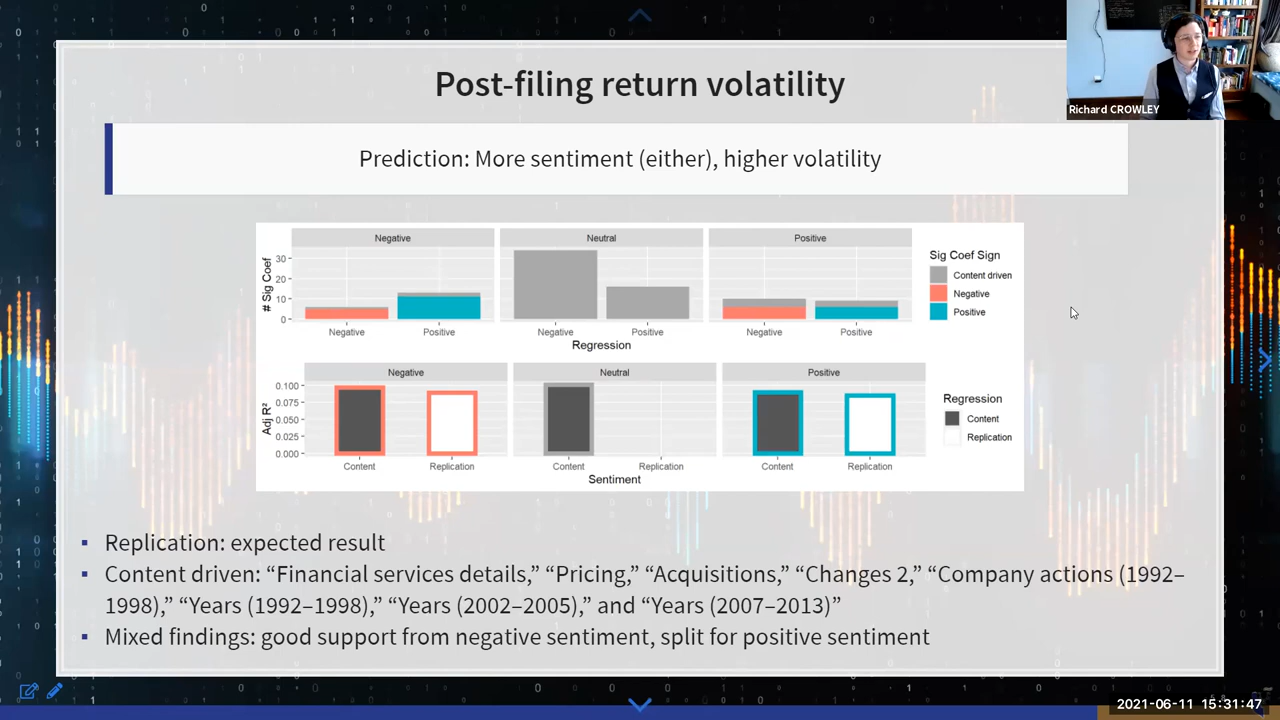 Post-filing return volatility
Richard CROWLEY
Prediction: More sentiment (either), higher volatility
Negative
Neutral
Positive
# Sig Coef
30
20
10
0
Negative
Positive
Negative
Positive
Negative
Positive
Regression
Sig Coef Sign
Content driven
Negative
Positive
Negative
Neutral
Positive
Adj R²
0.100
0.075
0.050
0.025
0.000
Content
Replication
Content
Replication
Content
Replication
Sentiment
Regression
Content
Replication
▪ Replication: expected result
▪ Content driven: “Financial services details,” “Pricing,” “Acquisitions,” “Changes 2,” “Company actions (1992–
1998),” “Years (1992–1998),” “Years (2002–2005),” and “Years (2007–2013)”
▪ Mixed findings: good support from negative sentiment, split for positive sentiment
2021-06-11 15:31:47